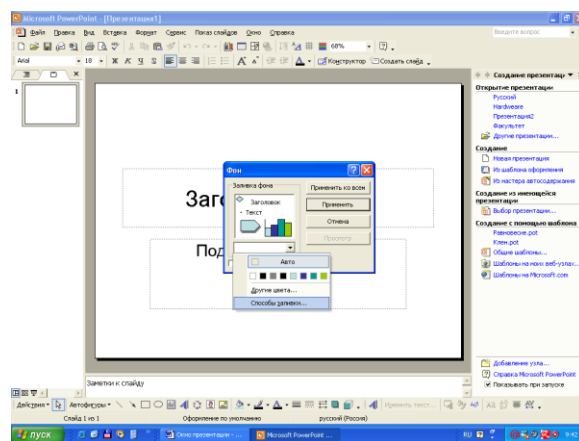 Microsoft PowerPoint - [Презентация1]
Файл Правка Вид Вставка Формат Сервис Показ слайдов Окно Справка
Введите вопрос
68%
Arial 18 Ж К Ч S Конструктор Создать слайд
Создание презентац
1
Открытие презентации
Русский
Hardware
Презентация2
Факультет
Другие презентации...
Создание
Новая презентация
Из шаблона оформления
Из мастера автосодержания
Создание из имеющейся презентации
Выбор презентации...
Создание с помощью шаблона
Равновесие.pot
Клен.pot
Общие шаблоны...
Шаблоны на моих веб-узлах...
Шаблоны на Microsoft.com
Заг
Под
Фон
Заливка фона
Заголовок
Текст
Применить ко всем
Применить
Отмена
Просмотр
Авто
Другие цвета...
Способы заливки...
Добавление узла...
Справка Microsoft PowerPoint
Показывать при запуске
Заметки к слайду
Действия Автофигуры Изменить текст...
Слайд 1 Оформление по умолчанию русский (Россия)
пуск Окно презентации - ... Microsoft PowerPoint ... RU